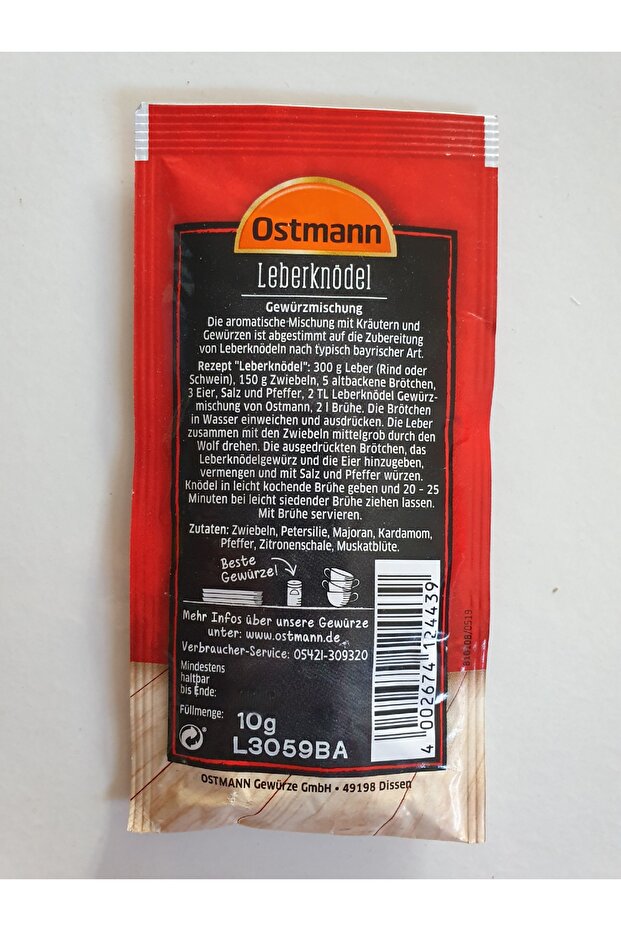 Ostmann
Leberknödel
Gewürzmischung
Die aromatische Mischung mit Kräutern und
Gewürzen ist abgestimmt auf die Zubereitung
von Leberknödeln nach typisch bayrischer Art.
Rezept "Leberknödel": 300 g Leber (Rind oder
Schwein), 150 g Zwiebeln, 5 altbackene Brötchen,
3 Eier, Salz und Pfeffer, 2 TL Leberknödel Gewürz-
mischung von Ostmann, 2 l Brühe. Die Brötchen
in Wasser einweichen und ausdrücken. Die Leber
zusammen mit den Zwiebeln mittelgrob durch den
Wolf drehen. Die ausgedrückten Brötchen, das
Leberknödelgewürz und die Eier hinzugeben,
vermengen und mit Salz und Pfeffer würzen.
Knödel in leicht kochende Brühe geben und 20 - 25
Minuten bei leicht siedender Brühe ziehen lassen.
Mit Brühe servieren.
Zutaten: Zwiebeln, Petersilie, Majoran, Kardamom,
Pfeffer, Zitronenschale, Muskatblüte.
Beste
Gewürze!
Mehr Infos über unsere Gewürze
unter: www.ostmann.de
Verbraucher-Service: 05421-309320
Mindestens
haltbar
bis Ende:
Füllmenge:
10g
L3059BA
4 002674 124439
OSTMANN Gewürze GmbH • 49198 Dissen